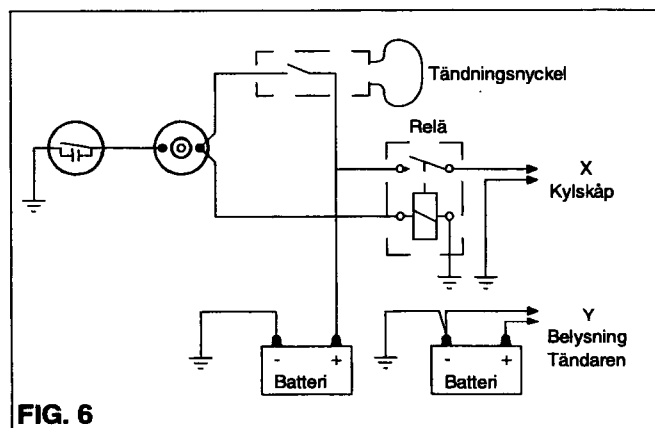 Tändningsnyckel
Relä
X
Kylskåp
Y
Belysning
Tändaren
- +
Batteri
- +
Batteri
FIG. 6